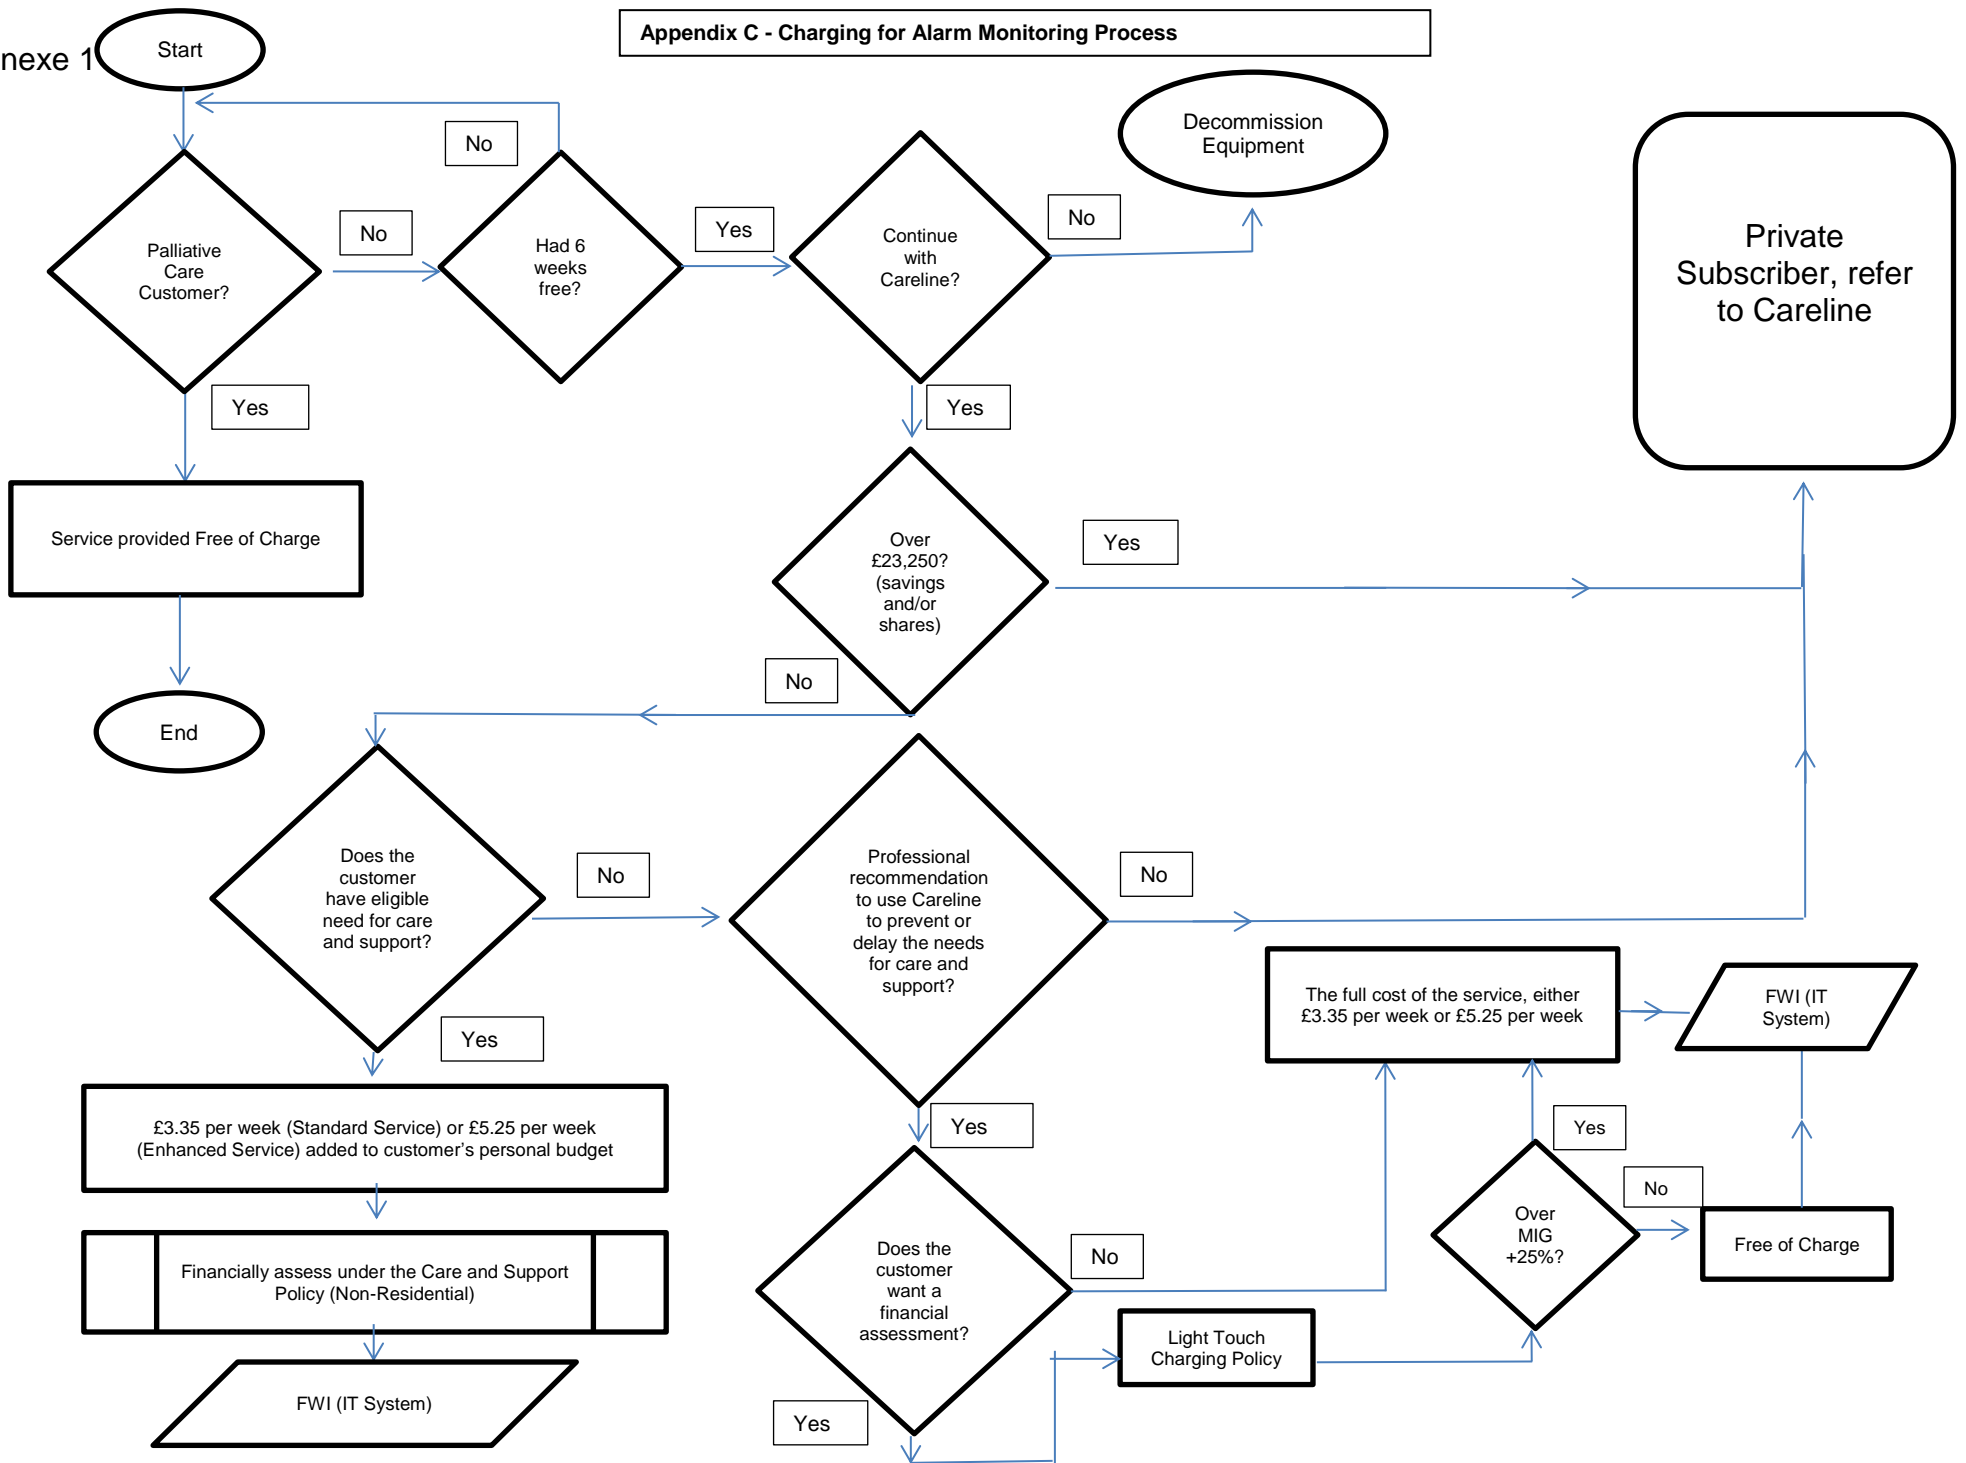 Appendix C - Charging for Alarm Monitoring Process
nexe 1
Start
Decommission
Equipment
No
Palliative
Care
Customer?
No
Had 6
weeks
free?
Yes
Continue
with
Careline?
No
Private
Subscriber, refer
to Careline
Yes
Yes
Service provided Free of Charge
Over
£23,250?
(savings
and/or
shares)
Yes
No
End
Does the
customer
have eligible
need for care
and support?
No
Professional
recommendation
to use Careline
to prevent or
delay the needs
for care and
support?
No
Yes
The full cost of the service, either
£3.35 per week or £5.25 per week
FWI (IT
System)
£3.35 per week (Standard Service) or £5.25 per week
(Enhanced Service) added to customer’s personal budget
Yes
Yes
No
Over
MIG
+25%?
Free of Charge
Financially assess under the Care and Support
Policy (Non-Residential)
Does the
customer
want a
financial
assessment?
No
Light Touch
Charging Policy
FWI (IT System)
Yes